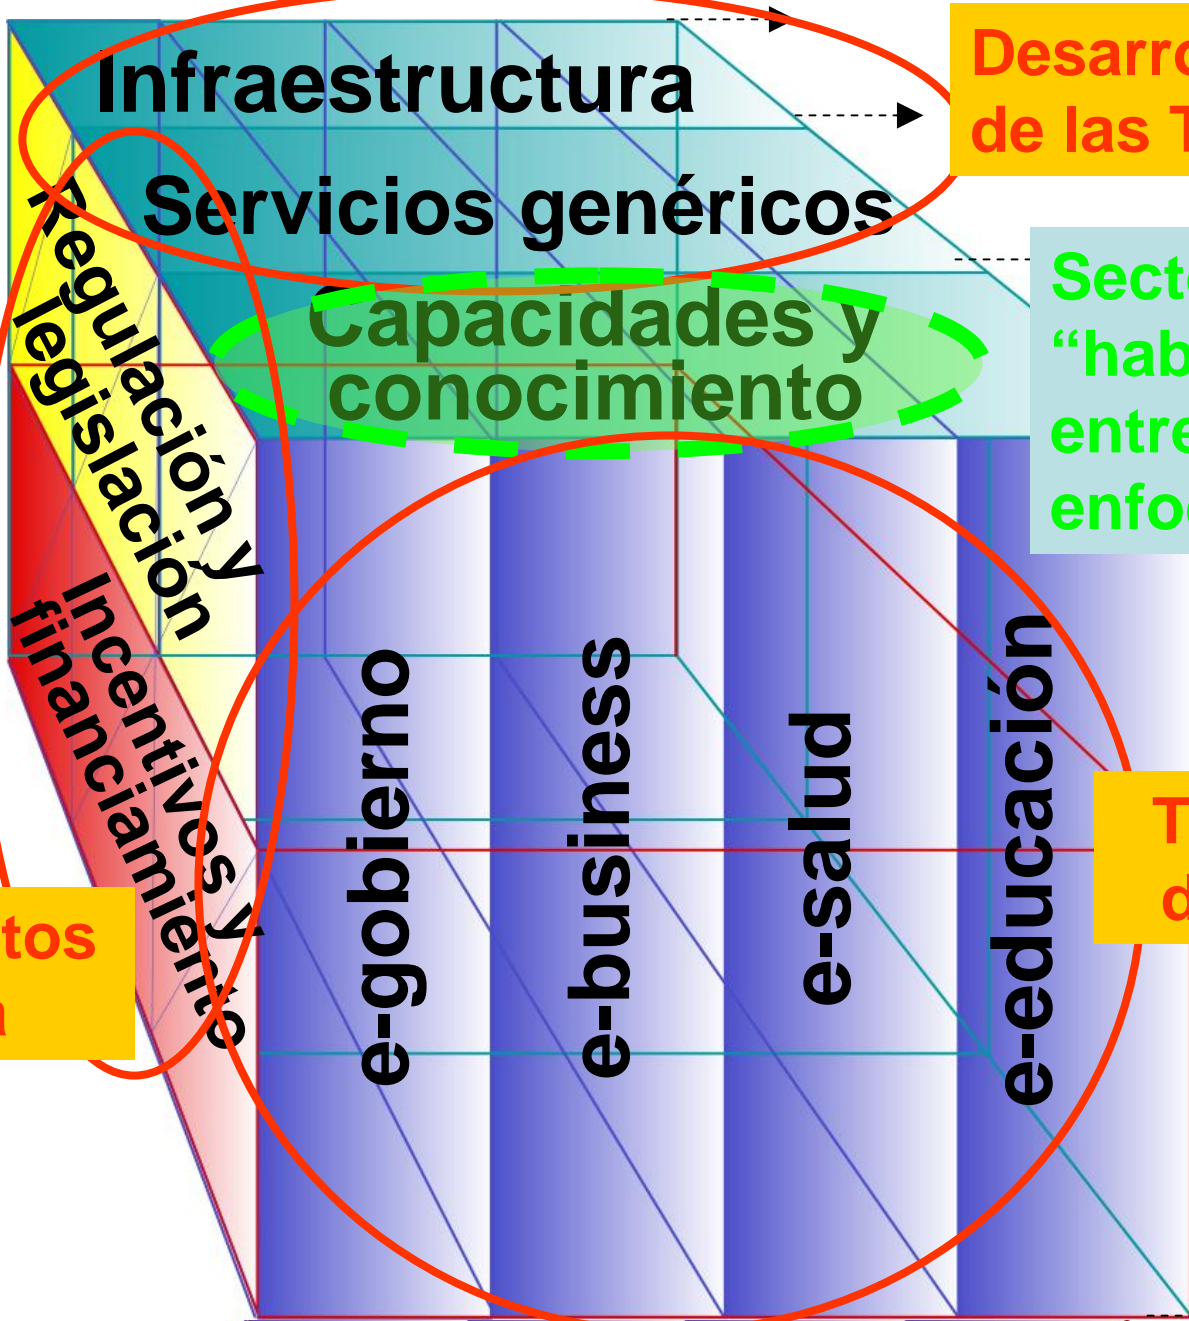 Infraestructura
Servicios genéricos
Capacidades y
conocimiento
Regulación y
legislación
Incentivos y
financiamiento
e-gobierno
e-business
e-salud
e-educación
Desarro
de las T
Secto
“hab
entre
enfo
T
d
tos
a